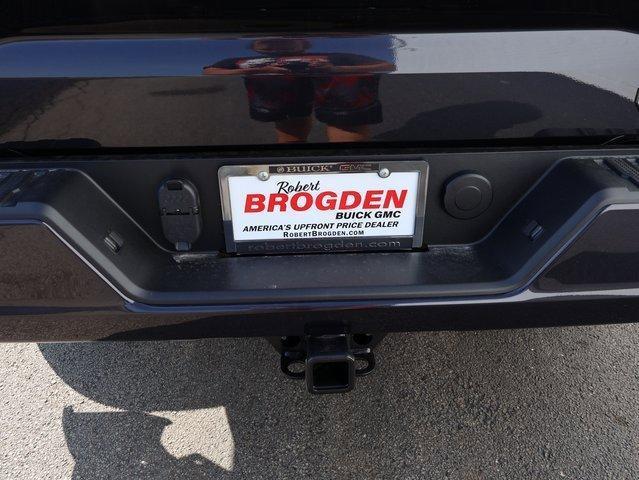 BUICK GMC
Robert
BROGDEN
BUICK GMC
AMERICA'S UPFRONT PRICE DEALER
ROBERTBROGDEN.COM
robertbrogden.com